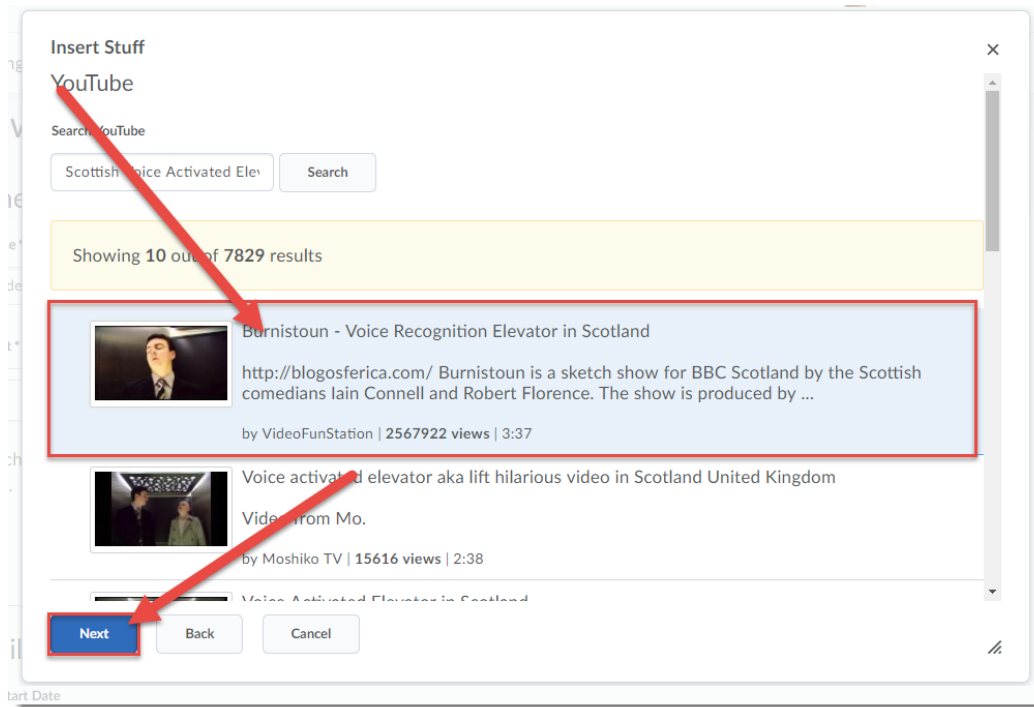 Insert Stuff
YouTube
Search YouTube
Scottish Voice Activated Elev
Search
Showing 10 out of 7829 results
Burnistoun - Voice Recognition Elevator in Scotland
http://blogosferica.com/ Burnistoun is a sketch show for BBC Scotland by the Scottish
comedians Iain Connell and Robert Florence. The show is produced by ...
by VideoFunStation | 2567922 views | 3:37
Voice activated elevator aka lift hilarious video in Scotland United Kingdom
Video from Mo.
by Moshiko TV | 15616 views | 2:38
Voice Activated Elevator in Scotland
Next
Back
Cancel
tart Date